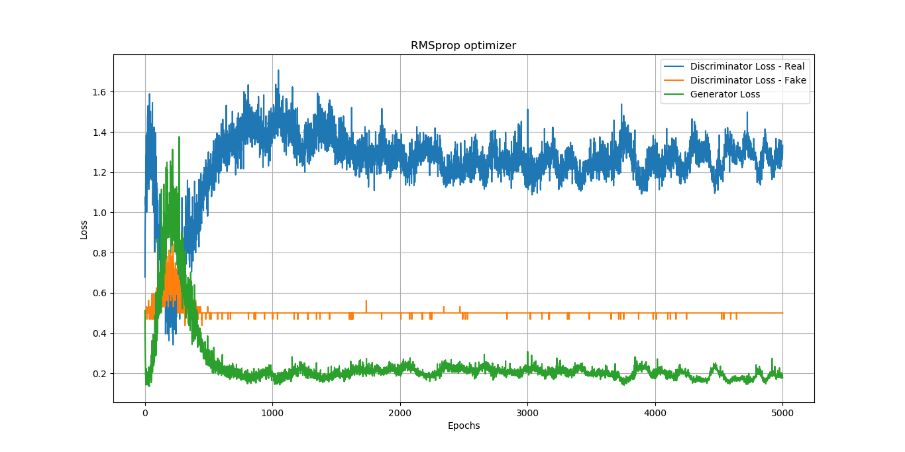 RMSprop optimizer
Discriminator Loss - Real
Discriminator Loss - Fake
Generator Loss
Loss
1.6
1.4
1.2
1.0
0.8
0.6
0.4
0.2
0
1000
2000
3000
4000
5000
Epochs